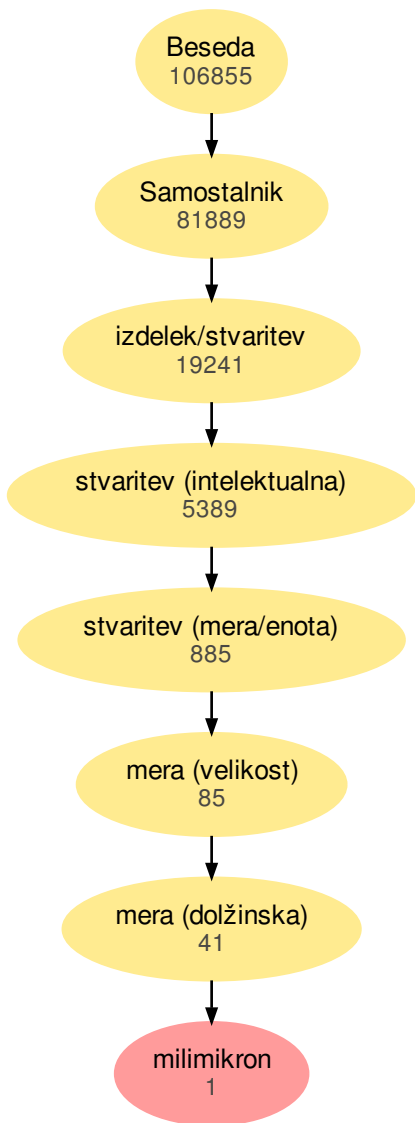 Beseda
106855
Samostalnik
81889
izdelek/stvaritev
19241
stvaritev (intelektualna)
5389
stvaritev (mera/enota)
885
mera (velikost)
85
mera (dolžinska)
41
milimikron
1